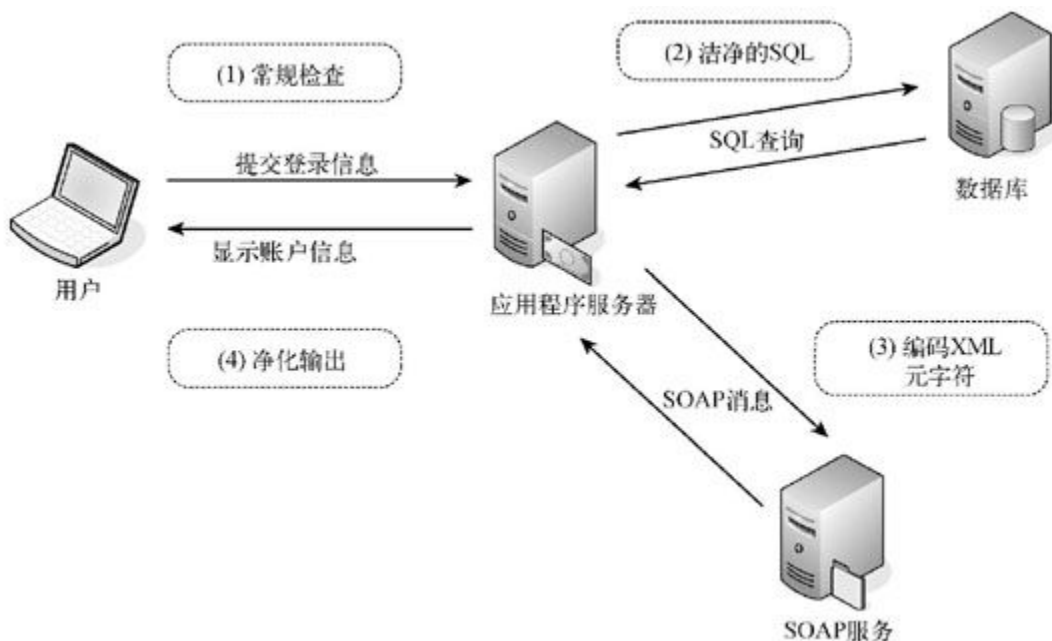 (1) 常规检查
(2) 洁净的SQL
提交登录信息
SQL查询
数据库
显示账户信息
用户
应用程序服务器
(4) 净化输出
(3) 编码XML
元字符
SOAP消息
SOAP服务